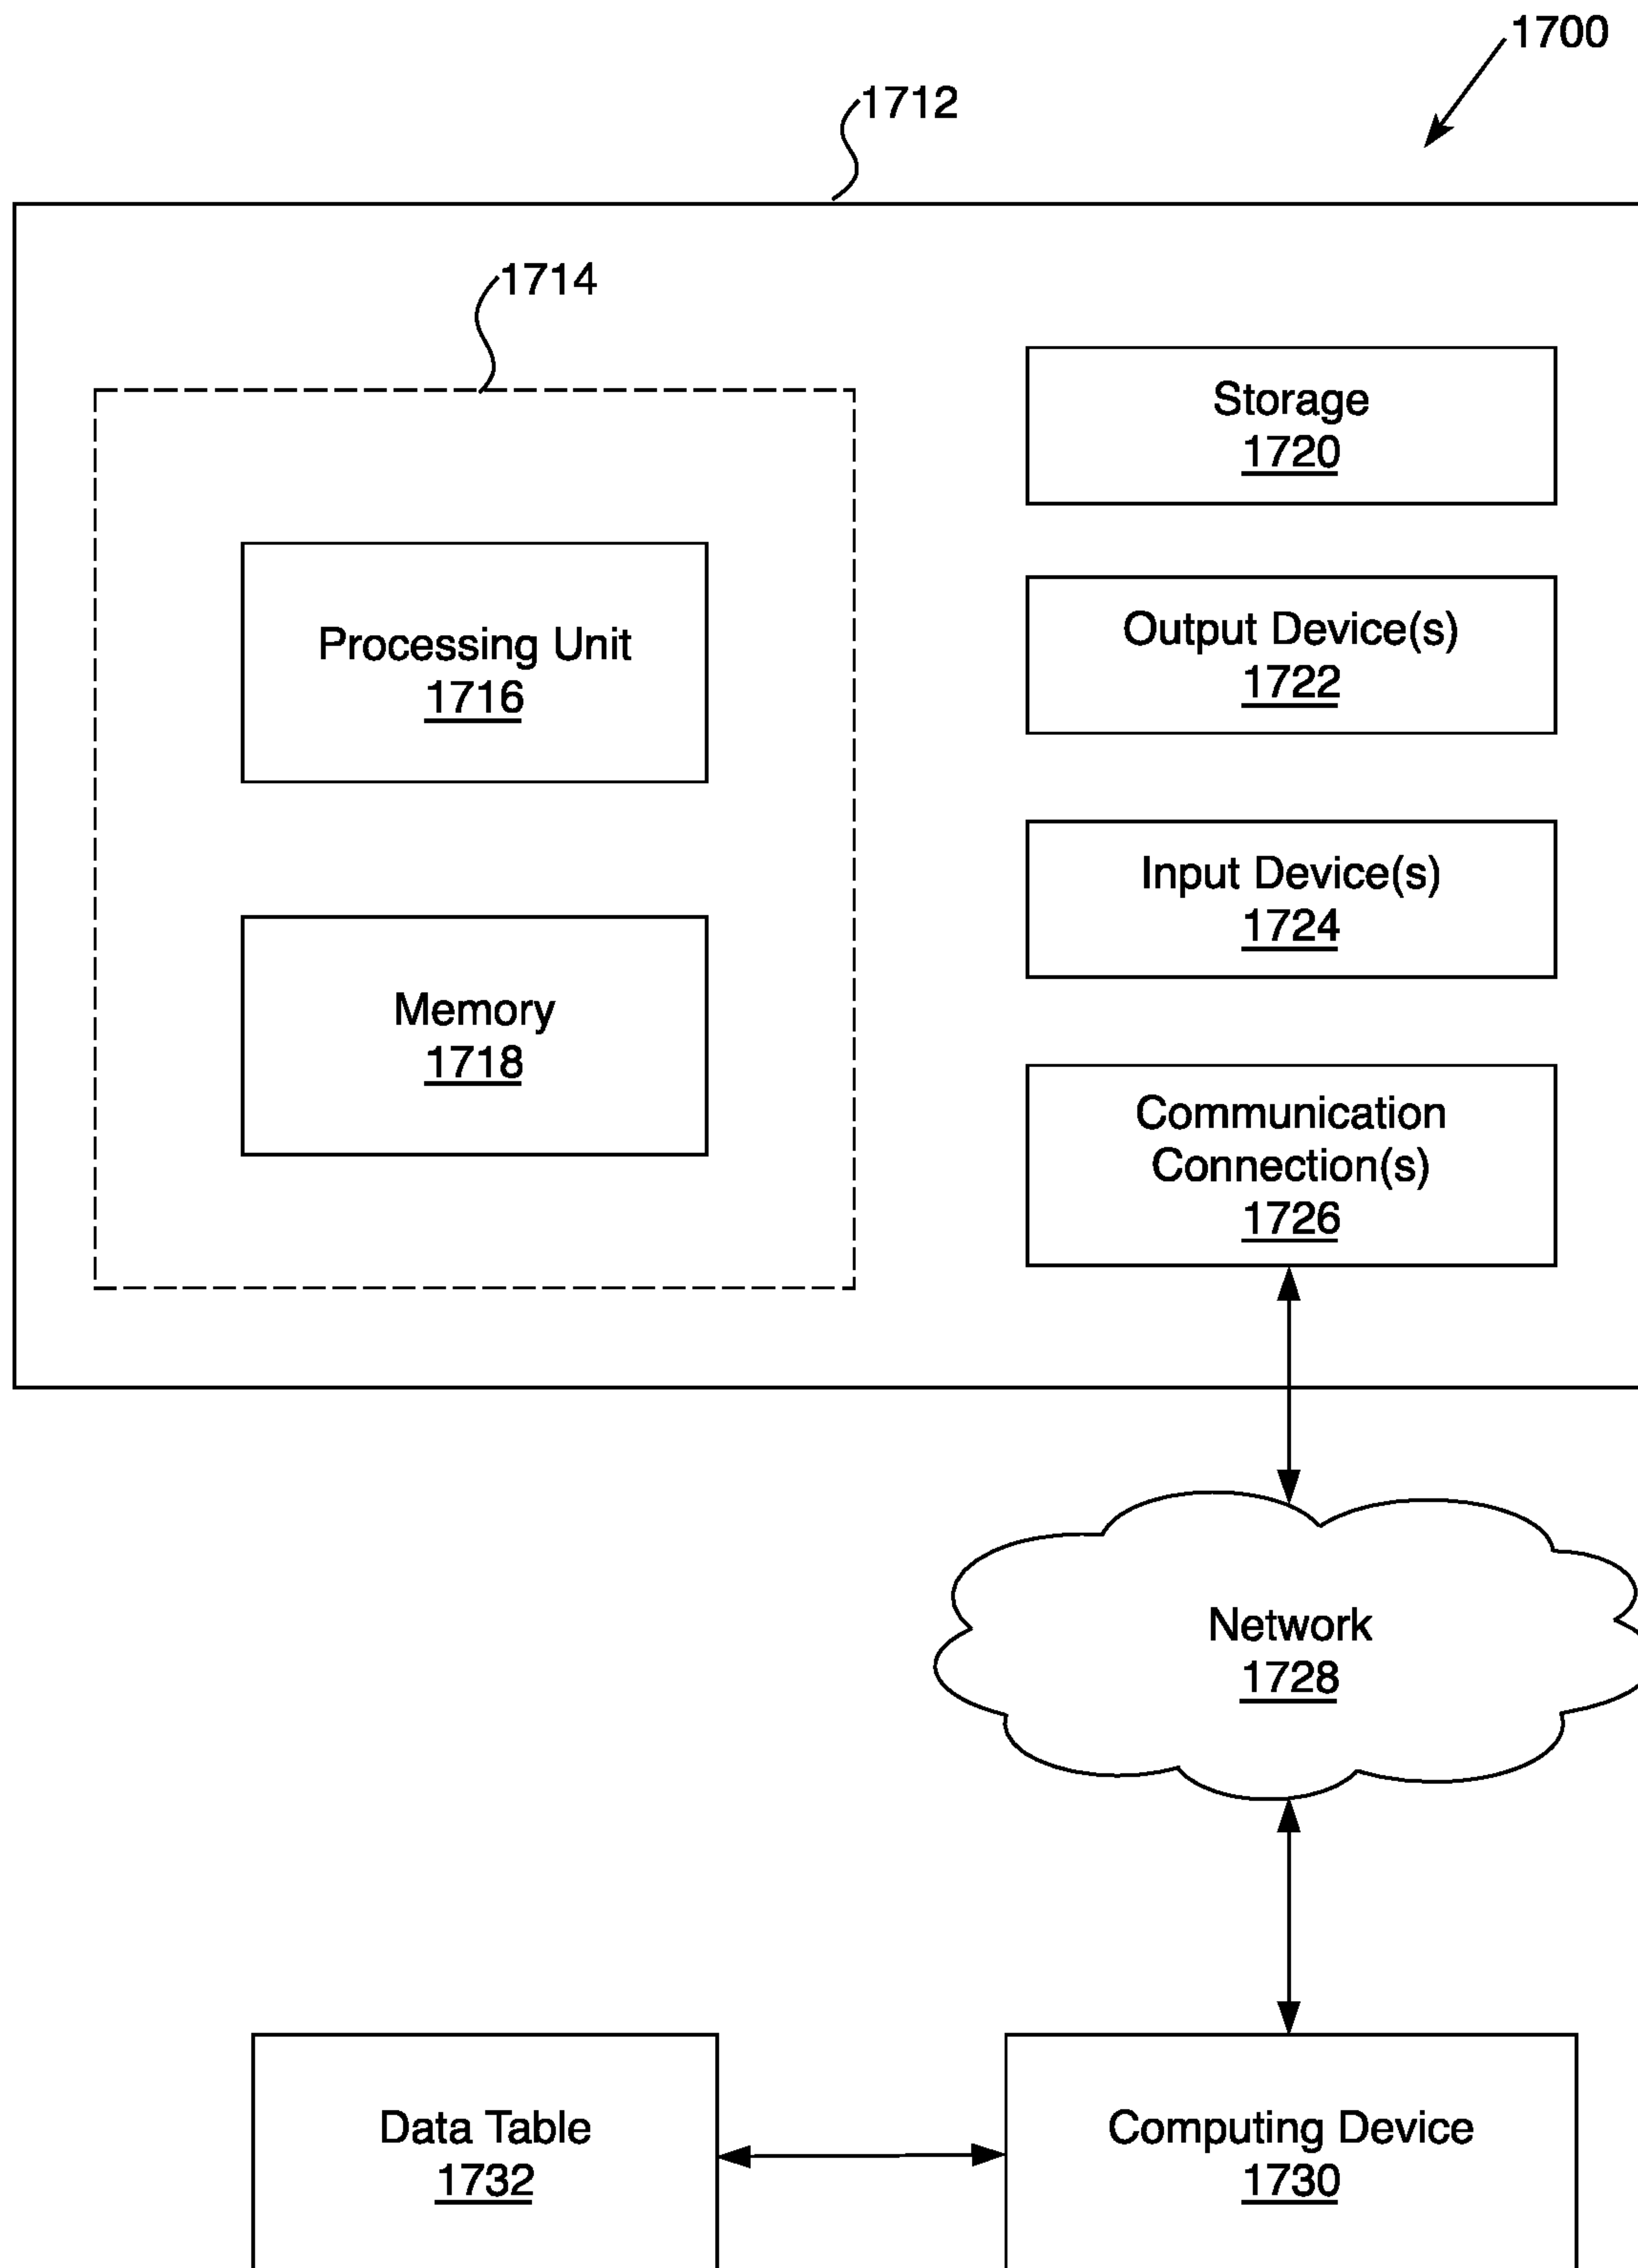 1700
1712
1714
Processing Unit
1716
Memory
1718
Storage
1720
Output Device(s)
1722
Input Device(s)
1724
Communication
Connection(s)
1726
Network
1728
Data Table
1732
Computing Device
1730